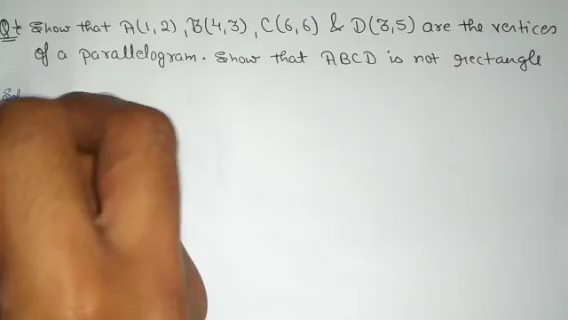 Q↑ Show that A(1,2), B(4,3), C(6,6) & D(3,5) are the vertices
of a parallelogram. Show that ABCD is not rectangle
Sol